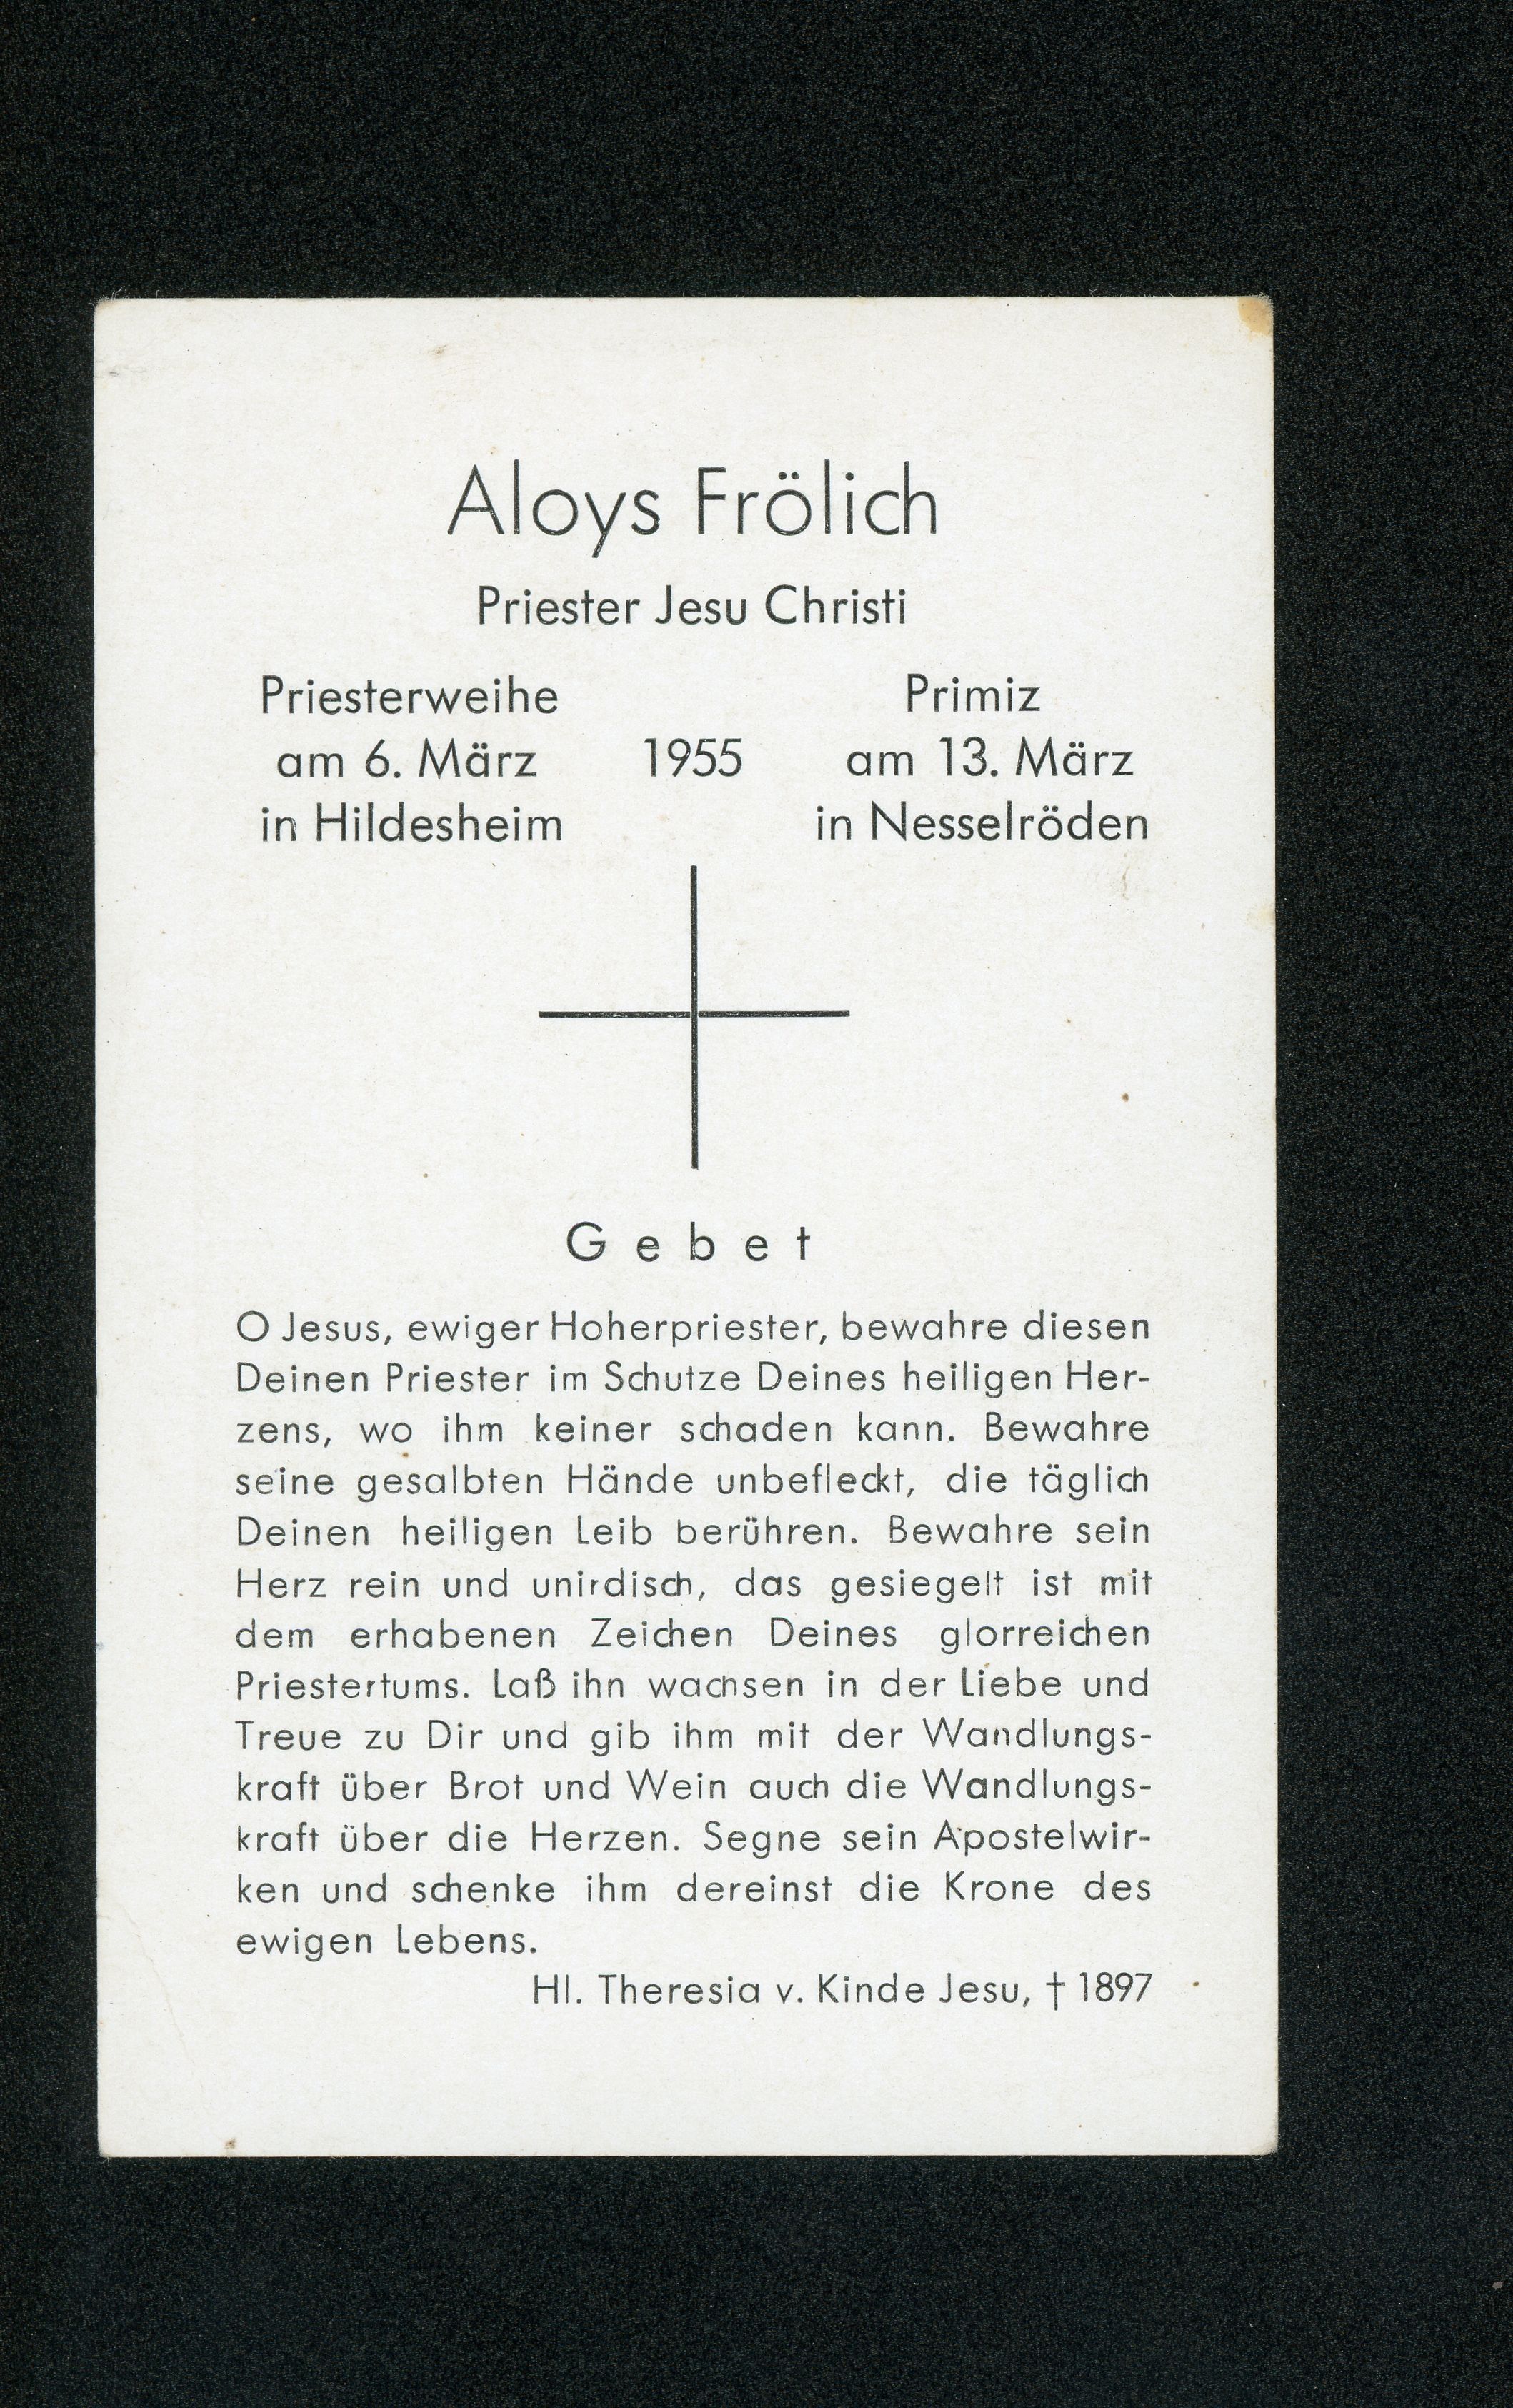 Aloys Frölich
Priester Jesu Christi
Priesterweihe Primiz
am 6. März 1955 am 13. März
in Hildesheim in Nesselröden
Gebet
O Jesus, ewiger Hoherpriester, bewahre diesen
Deinen Priester im Schutze Deines heiligen Her-
zens, wo ihm keiner schaden kann. Bewahre
seine gesalbten Hände unbefleckt, die täglich
Deinen heiligen Leib berühren. Bewahre sein
Herz rein und unirdisch, das gesiegelt ist mit
dem erhabenen Zeichen Deines glorreichen
Priestertums. Laß ihn wachsen in der Liebe und
Treue zu Dir und gib ihm mit der Wandlungs-
kraft über Brot und Wein auch die Wandlungs-
kraft über die Herzen. Segne sein Apostelwir-
ken und schenke ihm dereinst die Krone des
ewigen Lebens.
Hl. Theresia v. Kinde Jesu, † 1897